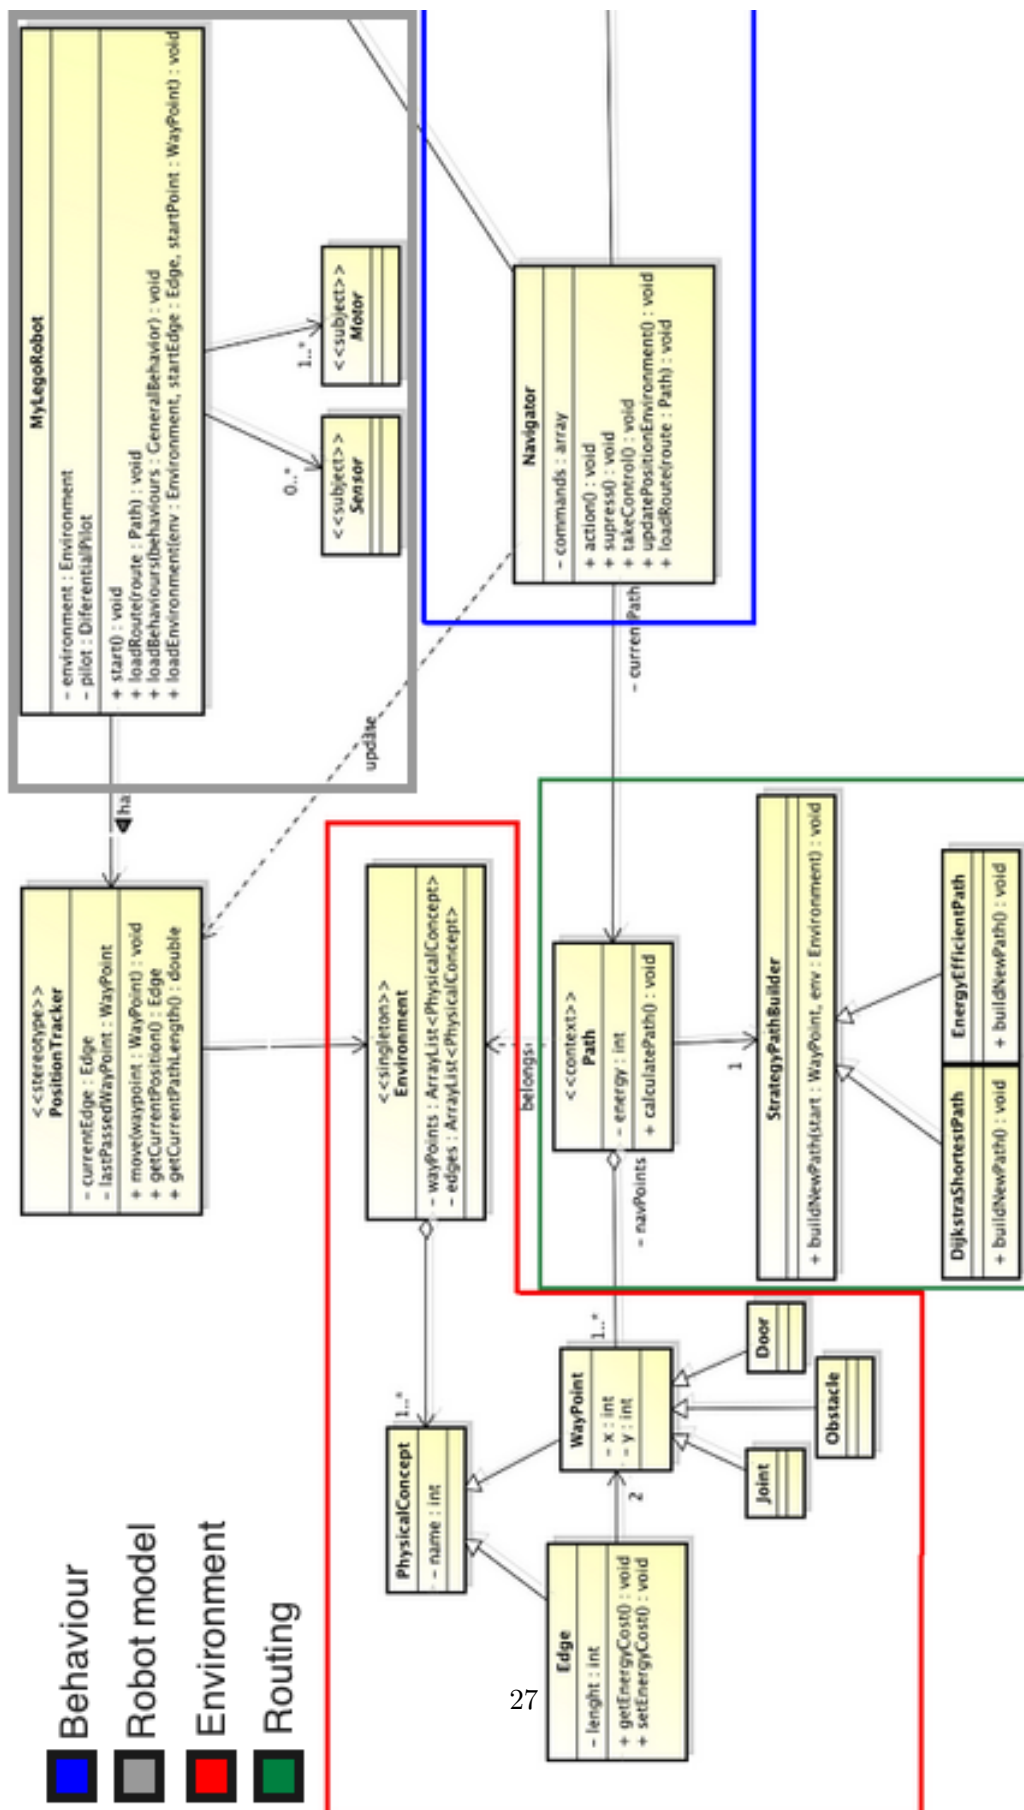 Behaviour
Robot model
Environment
Routing
<<stereotype>>
PositionTracker
- currentEdge : Edge
- lastPassedWayPoint : WayPoint
+ move(waypoint : WayPoint) : void
+ getCurrentPosition() : Edge
+ getCurrentPathLength() : double
ha
MyLegoRobot
- environment : Environment
- pilot : DiferentialPilot
+ start() : void
+ loadRoute(route : Path) : void
+ loadBehaviours(behaviours : GeneralBehavior) : void
+ loadEnvironment(env : Environment, startEdge : Edge, startPoint : WayPoint) : void
0..*
1..*
<<subject>>
Sensor
<<subject>>
Motor
update
PhysicalConcept
- name : int
1..*
<<singleton>>
Environment
- wayPoints : ArrayList<PhysicalConcept>
- edges : ArrayList<PhysicalConcept>
belongs
Navigator
- commands : array
+ action() : void
+ supress() : void
+ takeControl() : void
+ updatePositionEnvironment() : void
+ loadRoute(route : Path) : void
- currentPath
Edge
- lenght : int
+ getEnergyCost() : void
+ setEnergyCost() : void
2
WayPoint
- x : int
- y : int
1..*
- navPoints
<<context>>
Path
- energy : int
+ calculatePath() : void
1
Joint
Obstacle
Door
StrategyPathBuilder
+ buildNewPath(start : WayPoint, env : Environment) : void
DijkstraShortestPath
+ buildNewPath() : void
EnergyEfficientPath
+ buildNewPath() : void
27